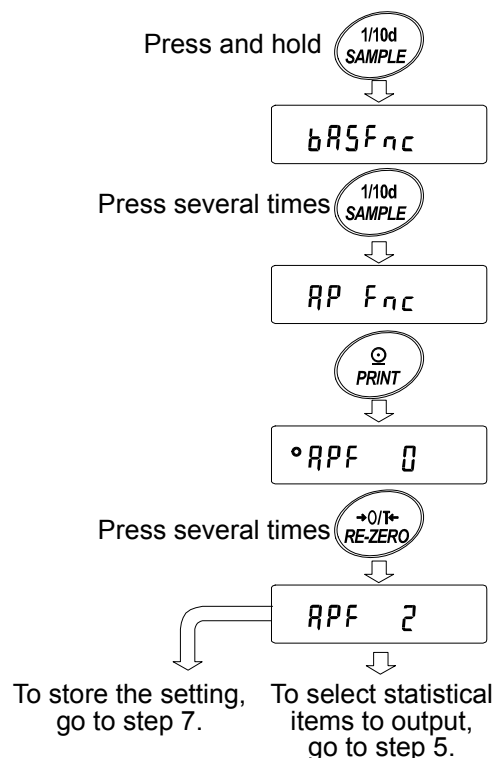 Press and hold
1/10d
SAMPLE
bASFnc
Press several times
1/10d
SAMPLE
AP Fnc
PRINT
APF 0
Press several times
→0/T←
RE-ZERO
APF 2
To store the setting,
go to step 7.
To select statistical
items to output,
go to step 5.